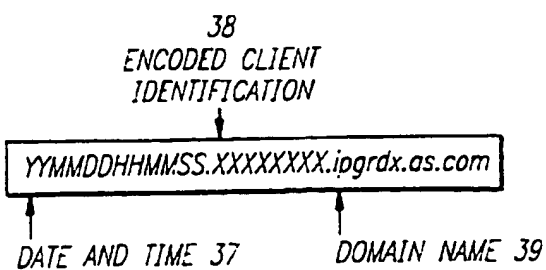 38
ENCODED CLIENT
IDENTIFICATION
YYMMDDHHMMSS.XXXXXXXX.ipgrdx.as.com
DATE AND TIME 37
DOMAIN NAME 39